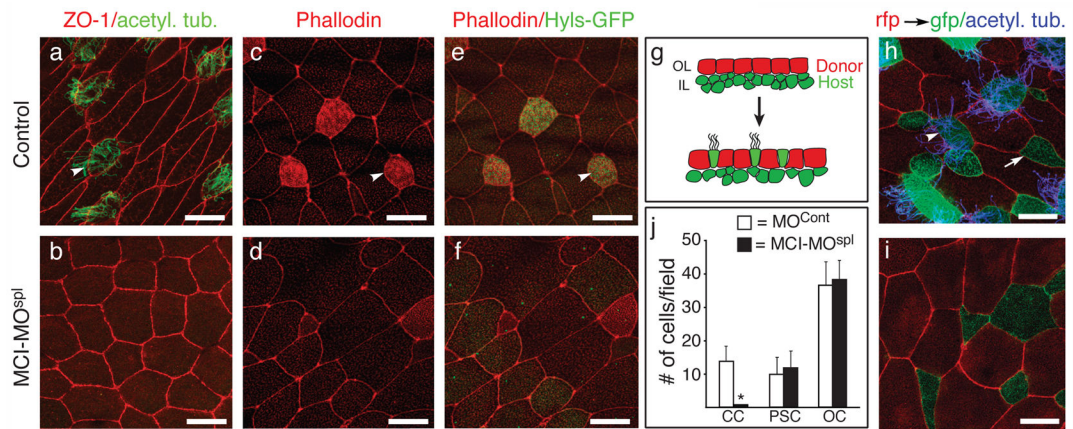 ZO-1/acetyl. tub.
Phallodin
Phallodin/Hyls-GFP
rfp → gfp/acetyl. tub.
Control
MCI-MOspl
a
c
e
g
OL
IL
Donor
Host
h
b
d
f
j
= MOCont
= MCI-MOspl
# of cells/field
50
40
30
20
10
*
CC
PSC
OC
i